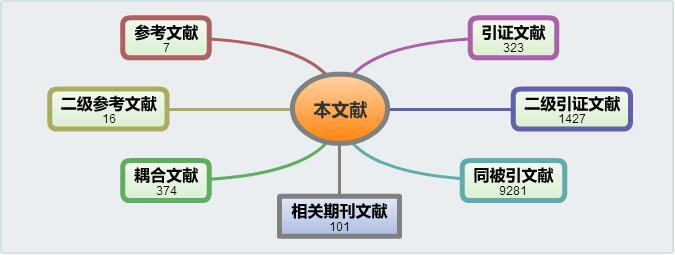 参考文献
7
引证文献
323
二级参考文献
16
本文献
二级引证文献
1427
耦合文献
374
同被引文献
9281
相关期刊文献
101